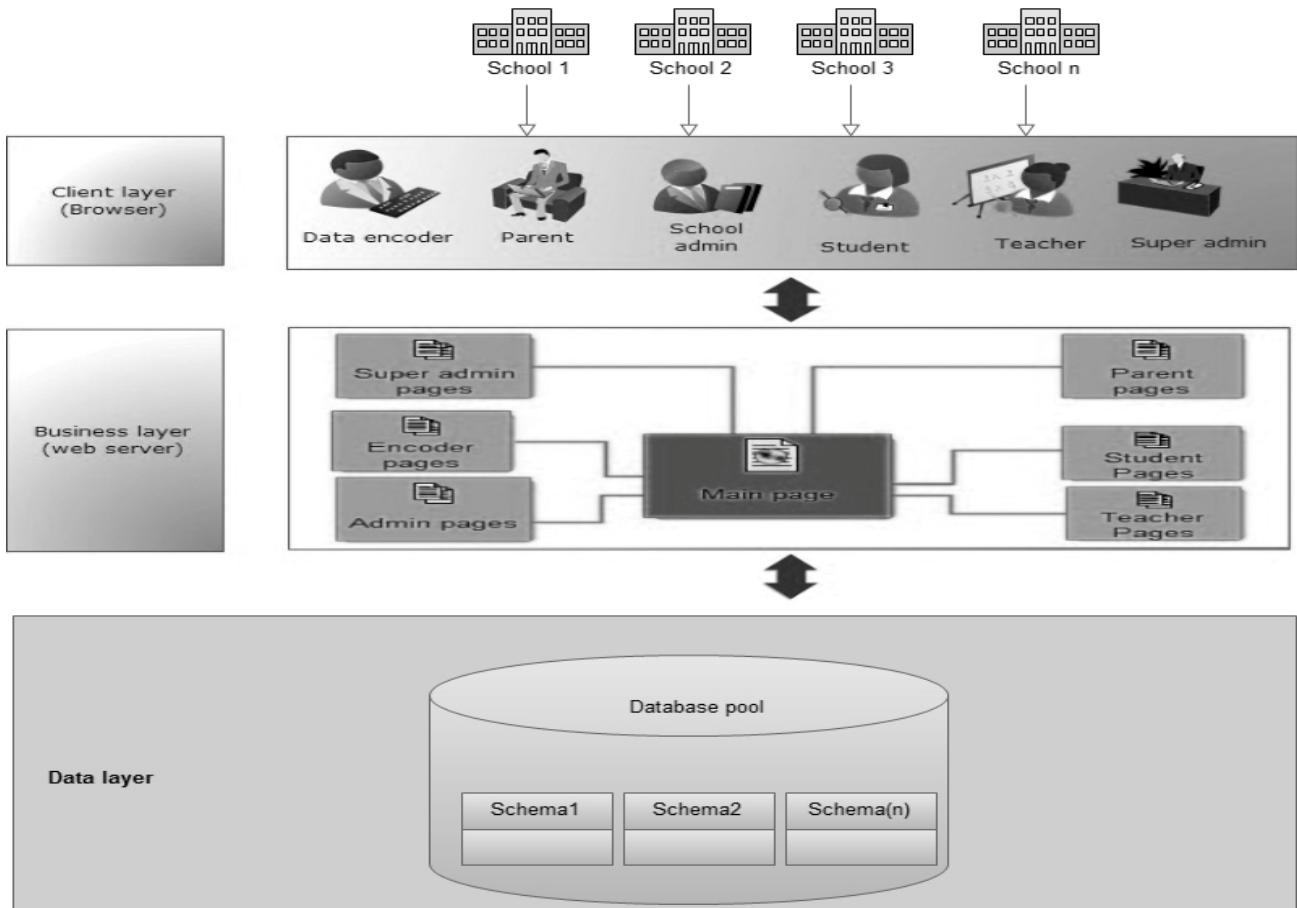 School 1
School 2
School 3
School n
Client layer
(Browser)
Data encoder
Parent
School
admin
Student
Teacher
Super admin
Business layer
(web server)
Super admin
pages
Encoder
pages
Admin pages
Main page
Parent
pages
Student
Pages
Teacher
Pages
Data layer
Database pool
Schema1
Schema2
Schema(n)